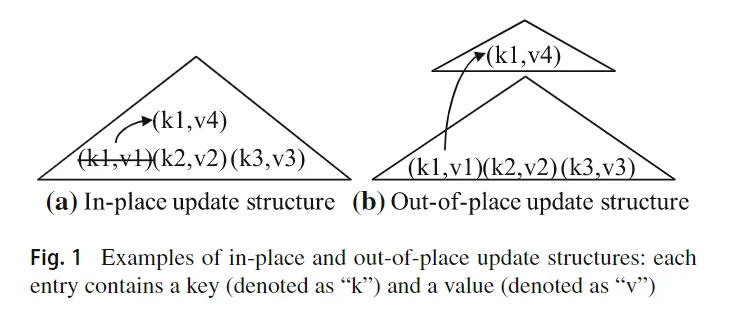 (k1,v4)
(k1,v4)
(k1,v1)(k2,v2)(k3,v3)
(k1,v1)(k2,v2)(k3,v3)
(a) In-place update structure (b) Out-of-place update structure
Fig. 1 Examples of in-place and out-of-place update structures: each
entry contains a key (denoted as “k”) and a value (denoted as “v”)